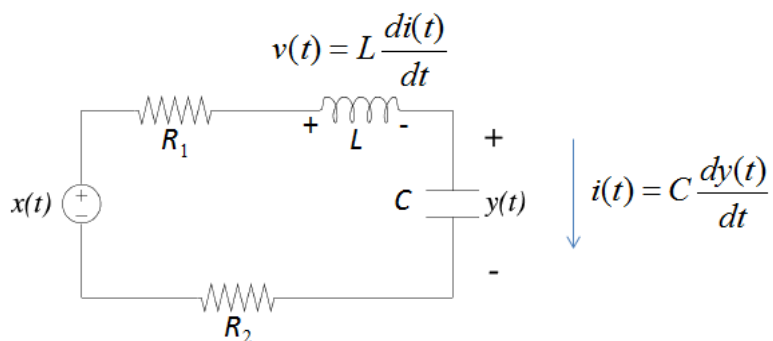 v(t) = L di(t)/dt
R1
+ L -
+
x(t)
+
−
C
y(t)
i(t) = C dy(t)/dt
-
R2